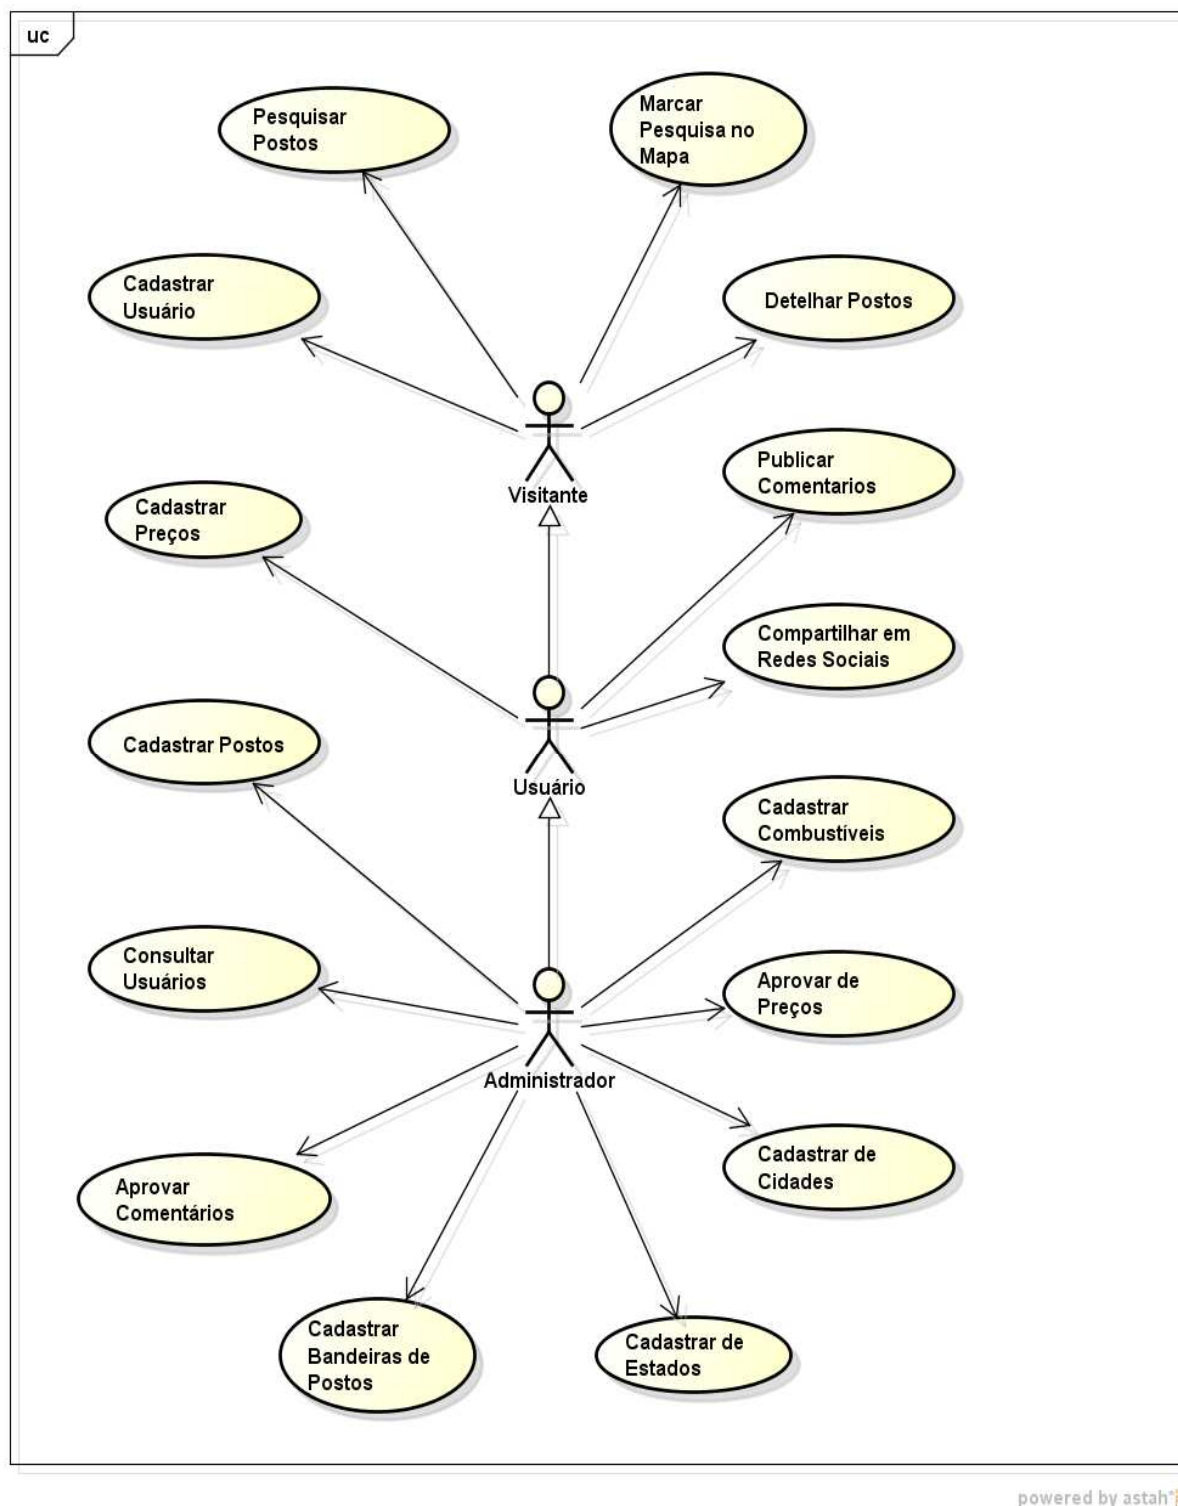 uc
Pesquisar
Postos
Marcar
Pesquisa no
Mapa
Cadastrar
Usuário
Detelhar Postos
Visitante
Publicar
Comentarios
Cadastrar
Preços
Compartilhar em
Redes Sociais
Usuário
Cadastrar Postos
Cadastrar
Combustíveis
Consultar
Usuários
Aprovar de
Preços
Administrador
Cadastrar de
Cidades
Aprovar
Comentários
Cadastrar
Bandeiras de
Postos
Cadastrar de
Estados
powered by astah*